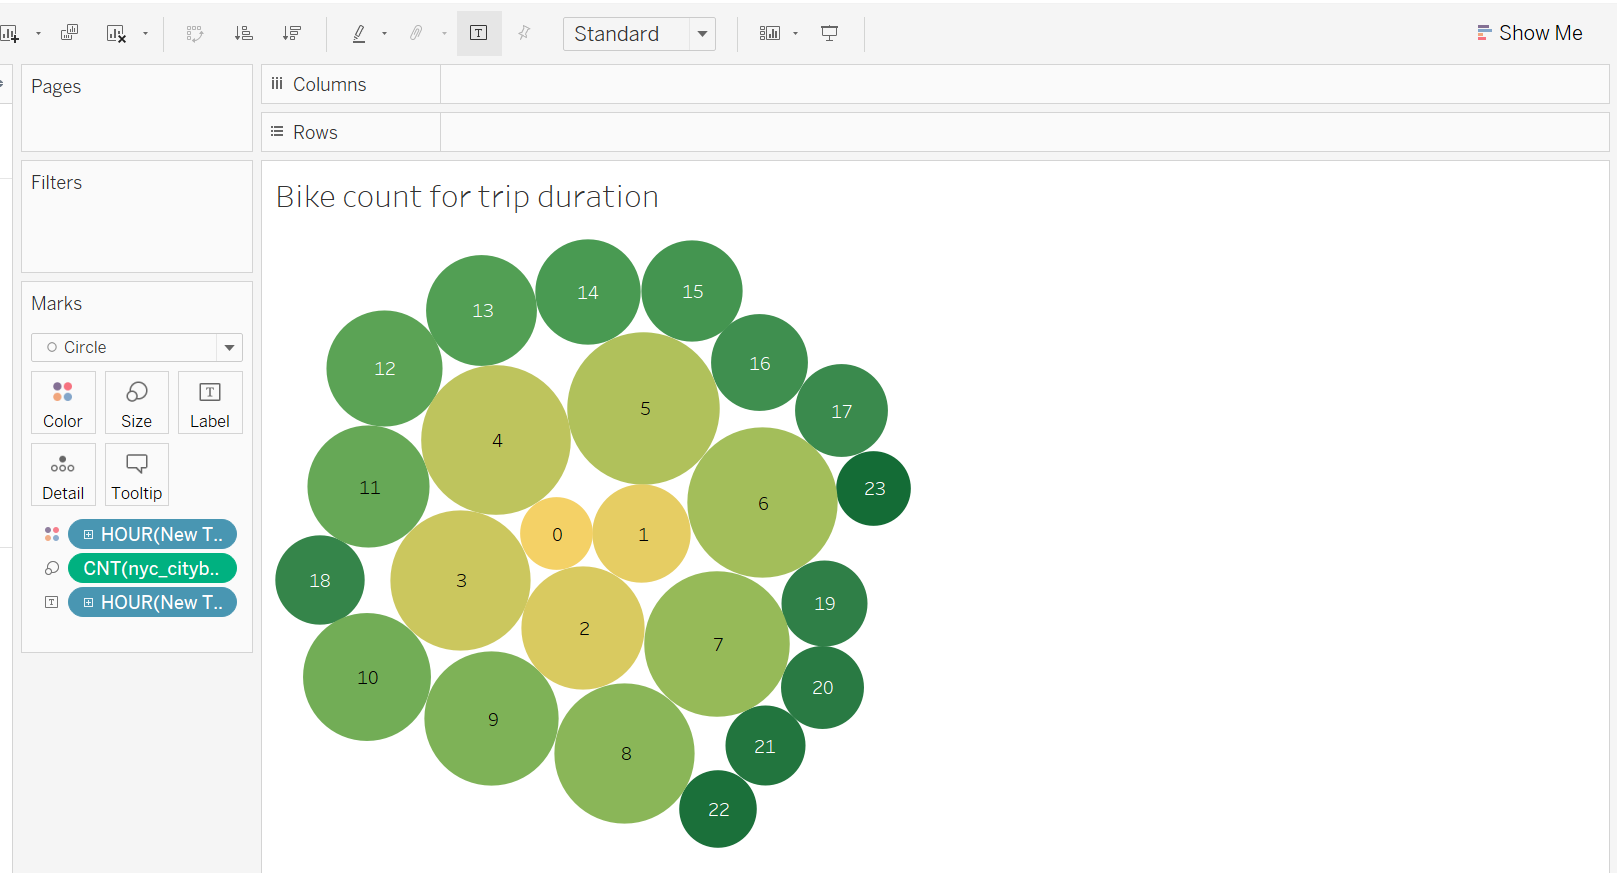 Standard
Show Me
Pages
Columns
Rows
Filters
Bike count for trip duration
Marks
Circle
Color
Size
Label
Detail
Tooltip
HOUR(New T..
CNT(nyc_cityb..
HOUR(New T..
14
15
13
16
12
17
5
4
11
23
6
0
1
18
3
19
2
7
10
20
9
21
8
22